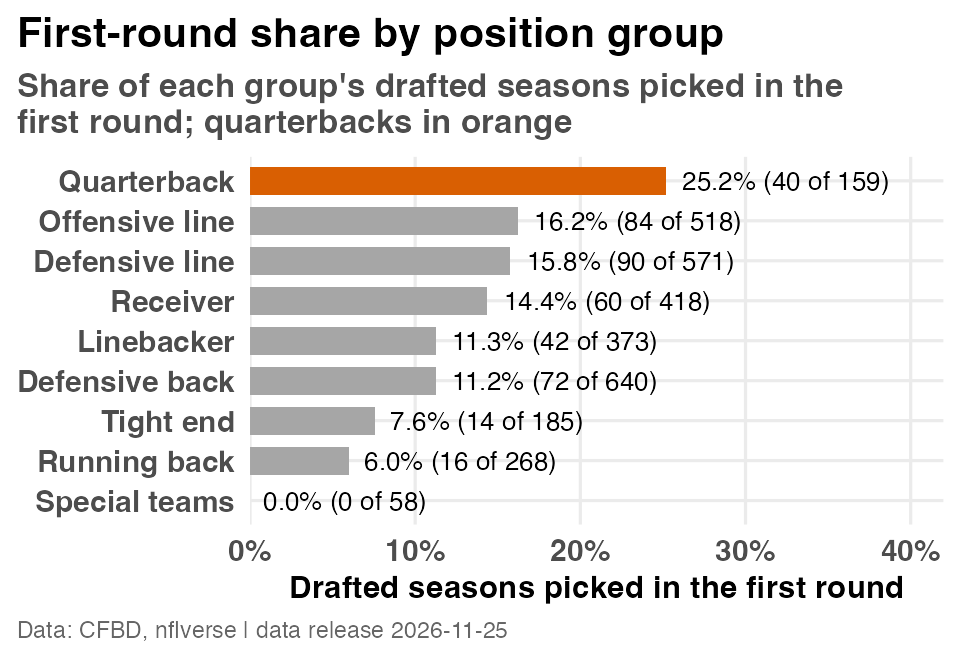 First-round share by position group
Share of each group's drafted seasons picked in the
first round; quarterbacks in orange
Quarterback 25.2% (40 of 159)
Offensive line 16.2% (84 of 518)
Defensive line 15.8% (90 of 571)
Receiver 14.4% (60 of 418)
Linebacker 11.3% (42 of 373)
Defensive back 11.2% (72 of 640)
Tight end 7.6% (14 of 185)
Running back 6.0% (16 of 268)
Special teams 0.0% (0 of 58)
0% 10% 20% 30% 40%
Drafted seasons picked in the first round
Data: CFBD, nflverse | data release 2026-11-25